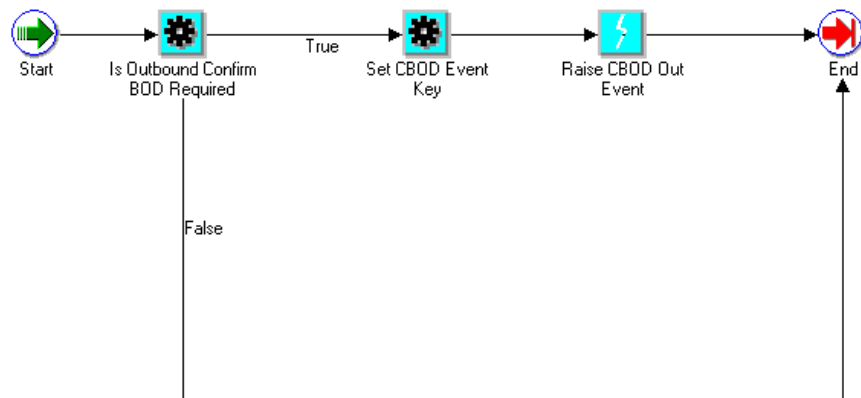 True
Start
Is Outbound Confirm
BOD Required
Set CBOD Event
Key
Raise CBOD Out
Event
End
False